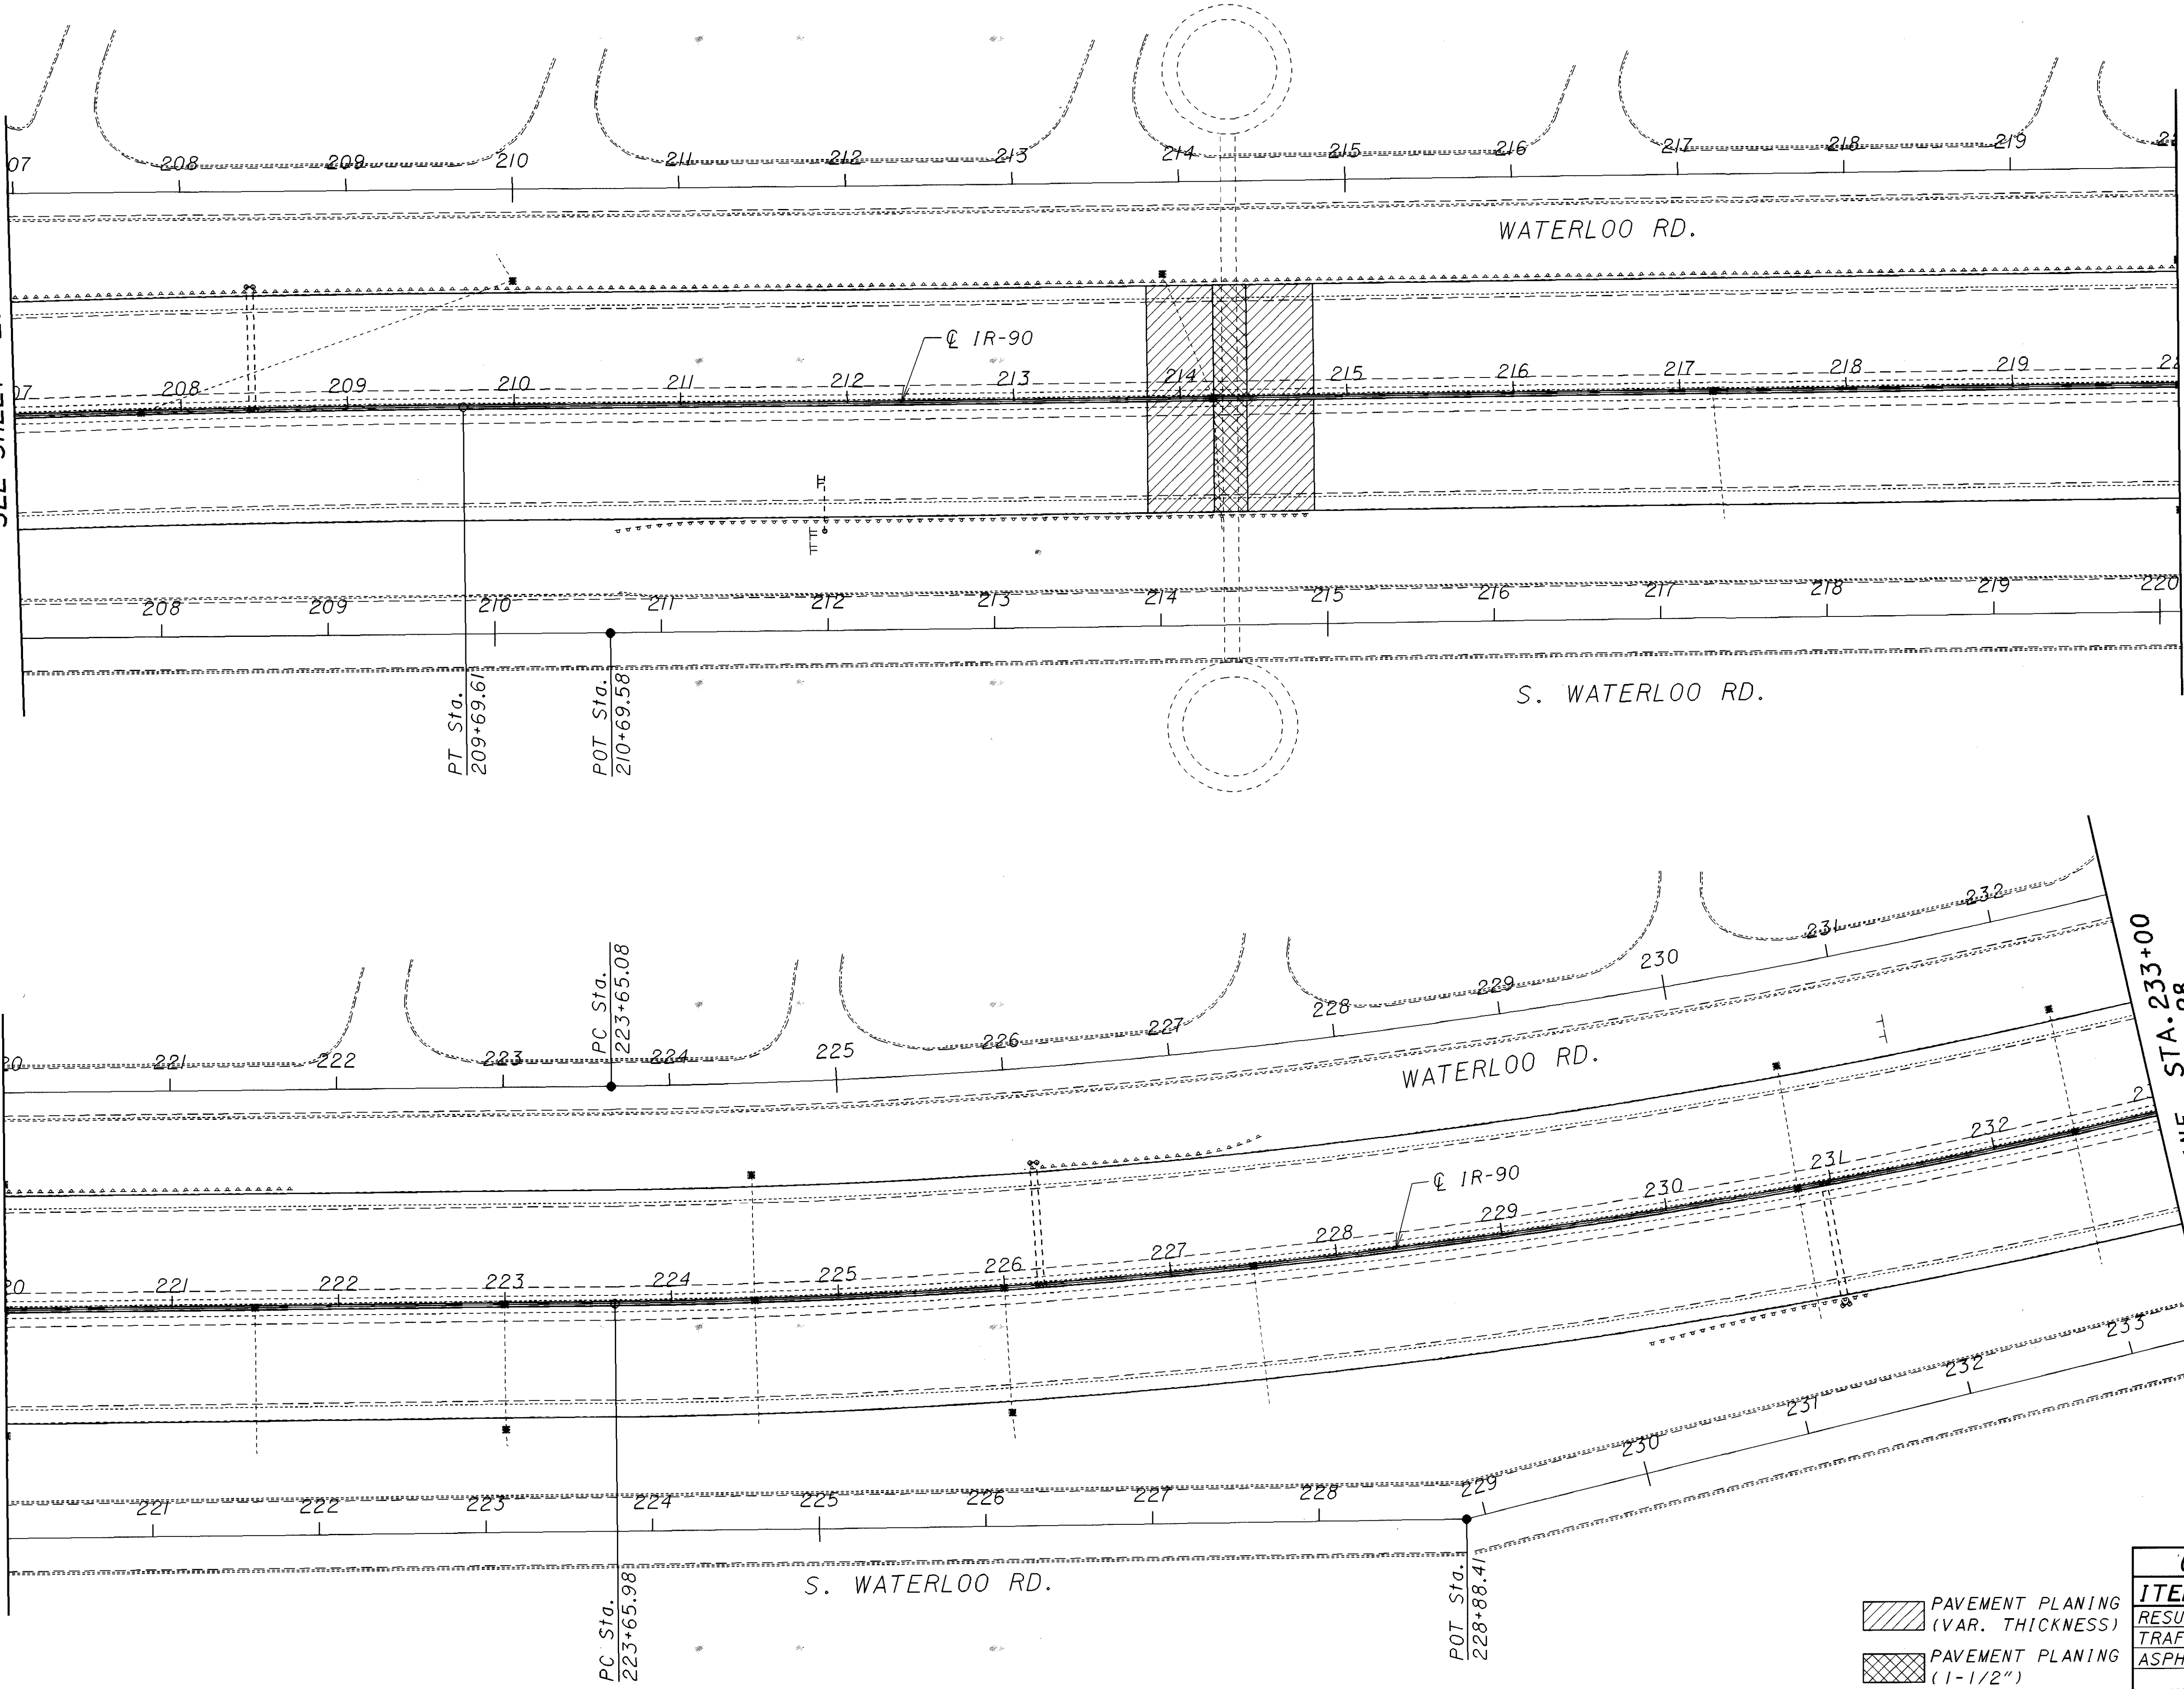 07 208 209 210 211 212 213 214 215 216 217 218 219
WATERLOO RD.
℄ IR-90
07 208 209 210 211 212 213 214 215 216 217 218 219
208 209 210 211 212 213 214 215 216 217 218 219 220
PT Sta.
209+69.61
POT Sta.
210+69.58
S. WATERLOO RD.
PC Sta.
223+65.08
20 221 222 223 224 225 226 227 228 229 230 231 232
WATERLOO RD.
STA. 233+00
℄ IR-90
20 221 222 223 224 225 226 227 228 229 230 231 232
221 222 223 224 225 226 227 228 229 230 231 232 233
PC Sta.
223+65.98
S. WATERLOO RD.
POT Sta.
228+88.41
PAVEMENT PLANING
(VAR. THICKNESS)
PAVEMENT PLANING
(1-1/2")
ITE
RESU
TRAF
ASPH